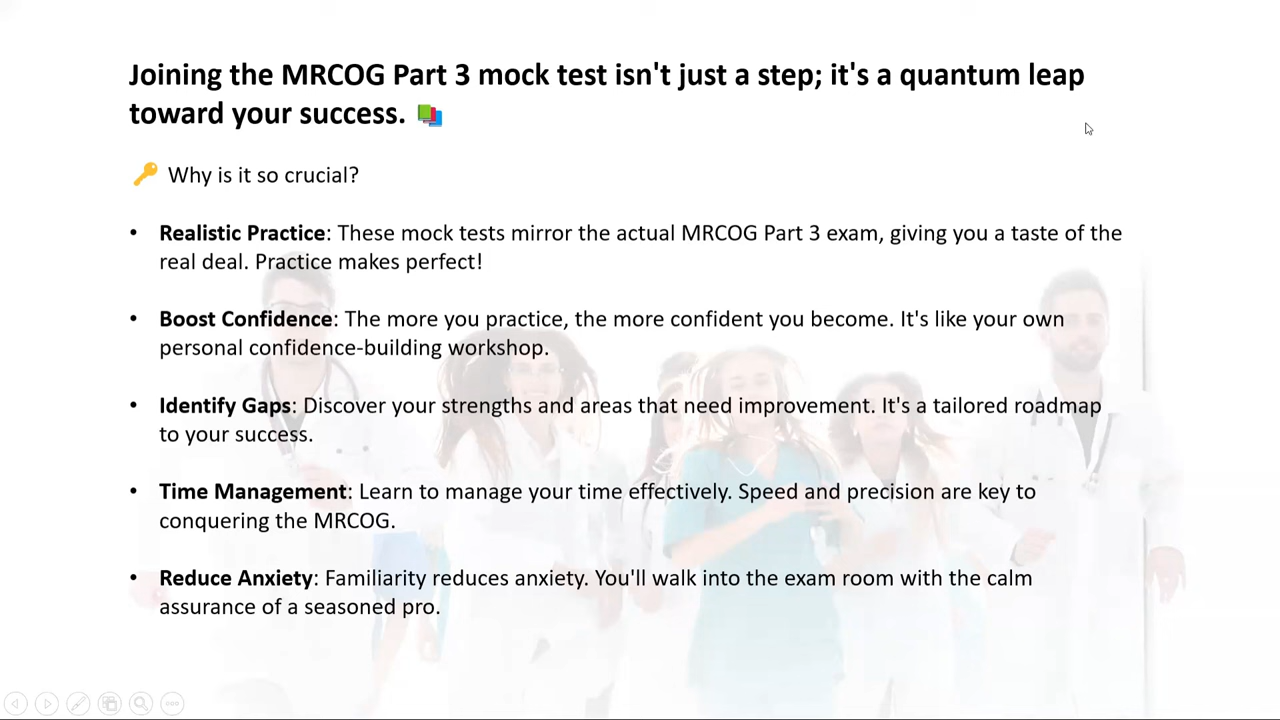 Joining the MRCOG Part 3 mock test isn't just a step; it's a quantum leap
toward your success. 📚
🔑 Why is it so crucial?
• Realistic Practice: These mock tests mirror the actual MRCOG Part 3 exam, giving you a taste of the
real deal. Practice makes perfect!
• Boost Confidence: The more you practice, the more confident you become. It's like your own
personal confidence-building workshop.
• Identify Gaps: Discover your strengths and areas that need improvement. It's a tailored roadmap
to your success.
• Time Management: Learn to manage your time effectively. Speed and precision are key to
conquering the MRCOG.
• Reduce Anxiety: Familiarity reduces anxiety. You'll walk into the exam room with the calm
assurance of a seasoned pro.